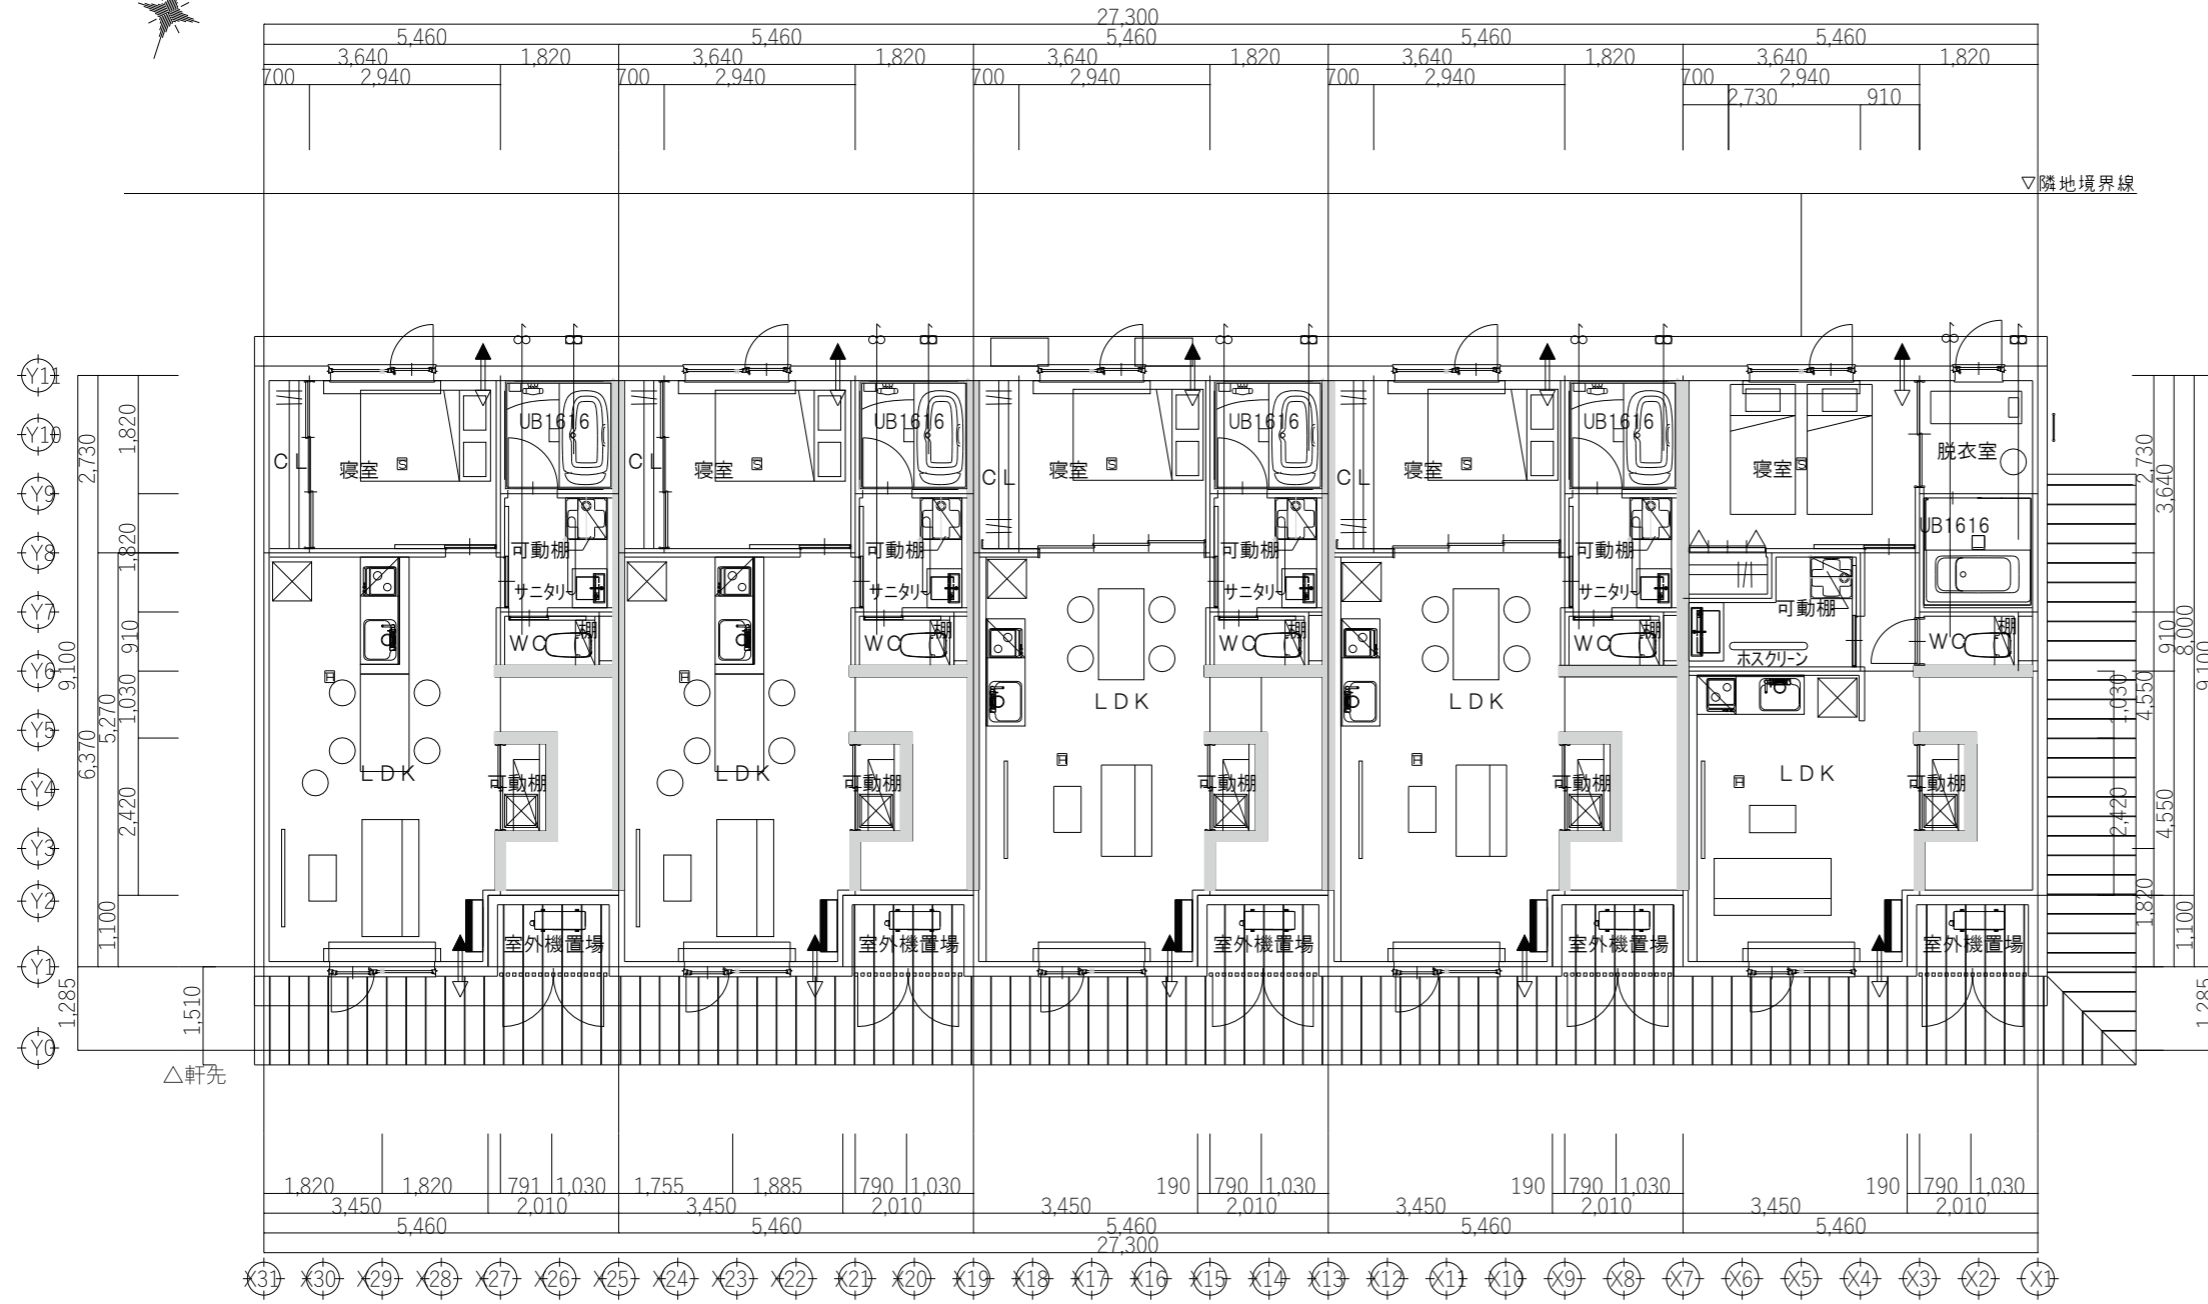 27,300
5,460 5,460 5,460 5,460 5,460
3,640 1,820 3,640 1,820 3,640 1,820 3,640 1,820 3,640 1,820
700 2,940 700 2,940 700 2,940 700 2,940 700 2,940
2,730 910
▽隣地境界線
Y11
Y10
Y9
Y8
Y7
Y6
Y5
Y4
Y3
Y2
Y1
Y0
9,100
2,730
6,370
5,270
1,100
1,820
1,820
910
1,030
2,420
1,285
1,510
△軒先
UB1616 UB1616 UB1616 UB1616
CL 寝室 CL 寝室 CL 寝室 CL 寝室 寝室 脱衣室
UB1616
可動棚 可動棚 可動棚 可動棚
サニタリー サニタリー サニタリー サニタリー 可動棚
WC 棚 WC 棚 WC 棚 WC 棚 WC 棚
ホスクリーン
LDK LDK
LDK LDK LDK
可動棚 可動棚 可動棚 可動棚 可動棚
室外機置場 室外機置場 室外機置場 室外機置場 室外機置場
2,730
3,640
910
8,000
9,100
1,030
4,550
2,420
4,550
1,820
1,100
1,285
1,820 1,820 791 1,030 1,755 1,885 790 1,030 190 790 1,030 190 790 1,030 190 790 1,030
3,450 2,010 3,450 2,010 3,450 2,010 3,450 2,010 3,450 2,010
5,460 5,460 5,460 5,460 5,460
27,300
X31 X30 X29 X28 X27 X26 X25 X24 X23 X22 X21 X20 X19 X18 X17 X16 X15 X14 X13 X12 X11 X10 X9 X8 X7 X6 X5 X4 X3 X2 X1